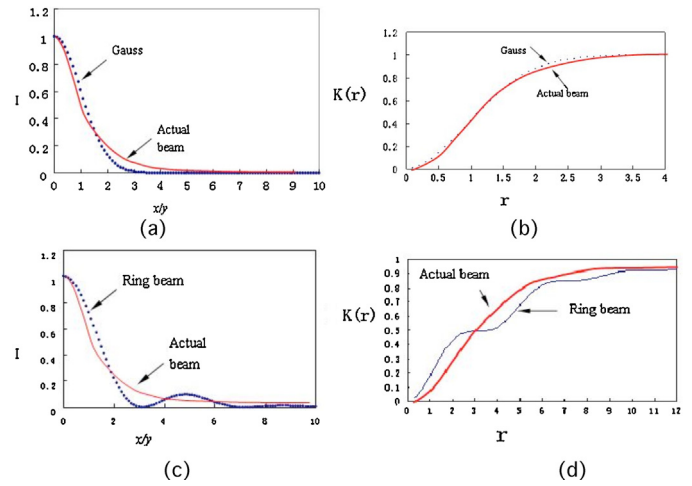 1.2
1
0.8
0.6
0.4
0.2
0
I
Gauss
Actual
beam
0 1 2 3 4 5 6 7 8 9 10
x/y
(a)
1.2
1
0.8
0.6
0.4
0.2
0
K(r)
Gauss
Actual beam
0 0.5 1 1.5 2 2.5 3 3.5 4
r
(b)
1.2
1
0.8
0.6
0.4
0.2
0
I
Ring beam
Actual
beam
0 2 4 6 8 10
x/y
(c)
1
0.9
0.8
0.7
0.6
0.5
0.4
0.3
0.2
0.1
0
K(r)
Actual beam
Ring beam
0 1 2 3 4 5 6 7 8 9 10 11 12
r
(d)